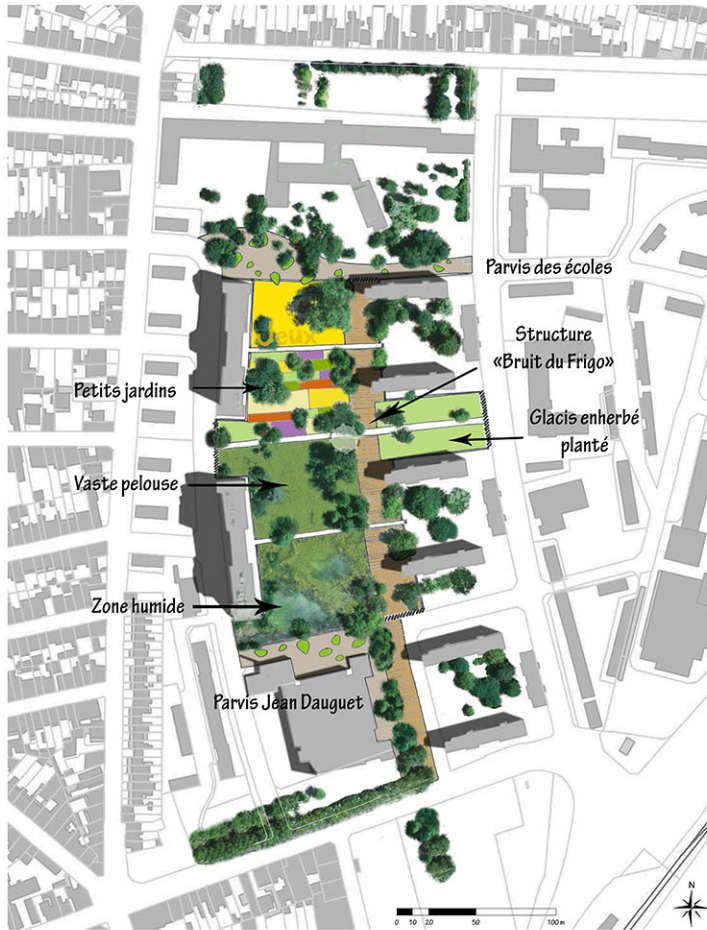 Parvis des écoles
Jeux
Structure
«Bruit du Frigo»
Petits jardins
Glacis enherbé
planté
Vaste pelouse
Zone humide
Parvis Jean Dauguet
N
0 10 20 50 100 m